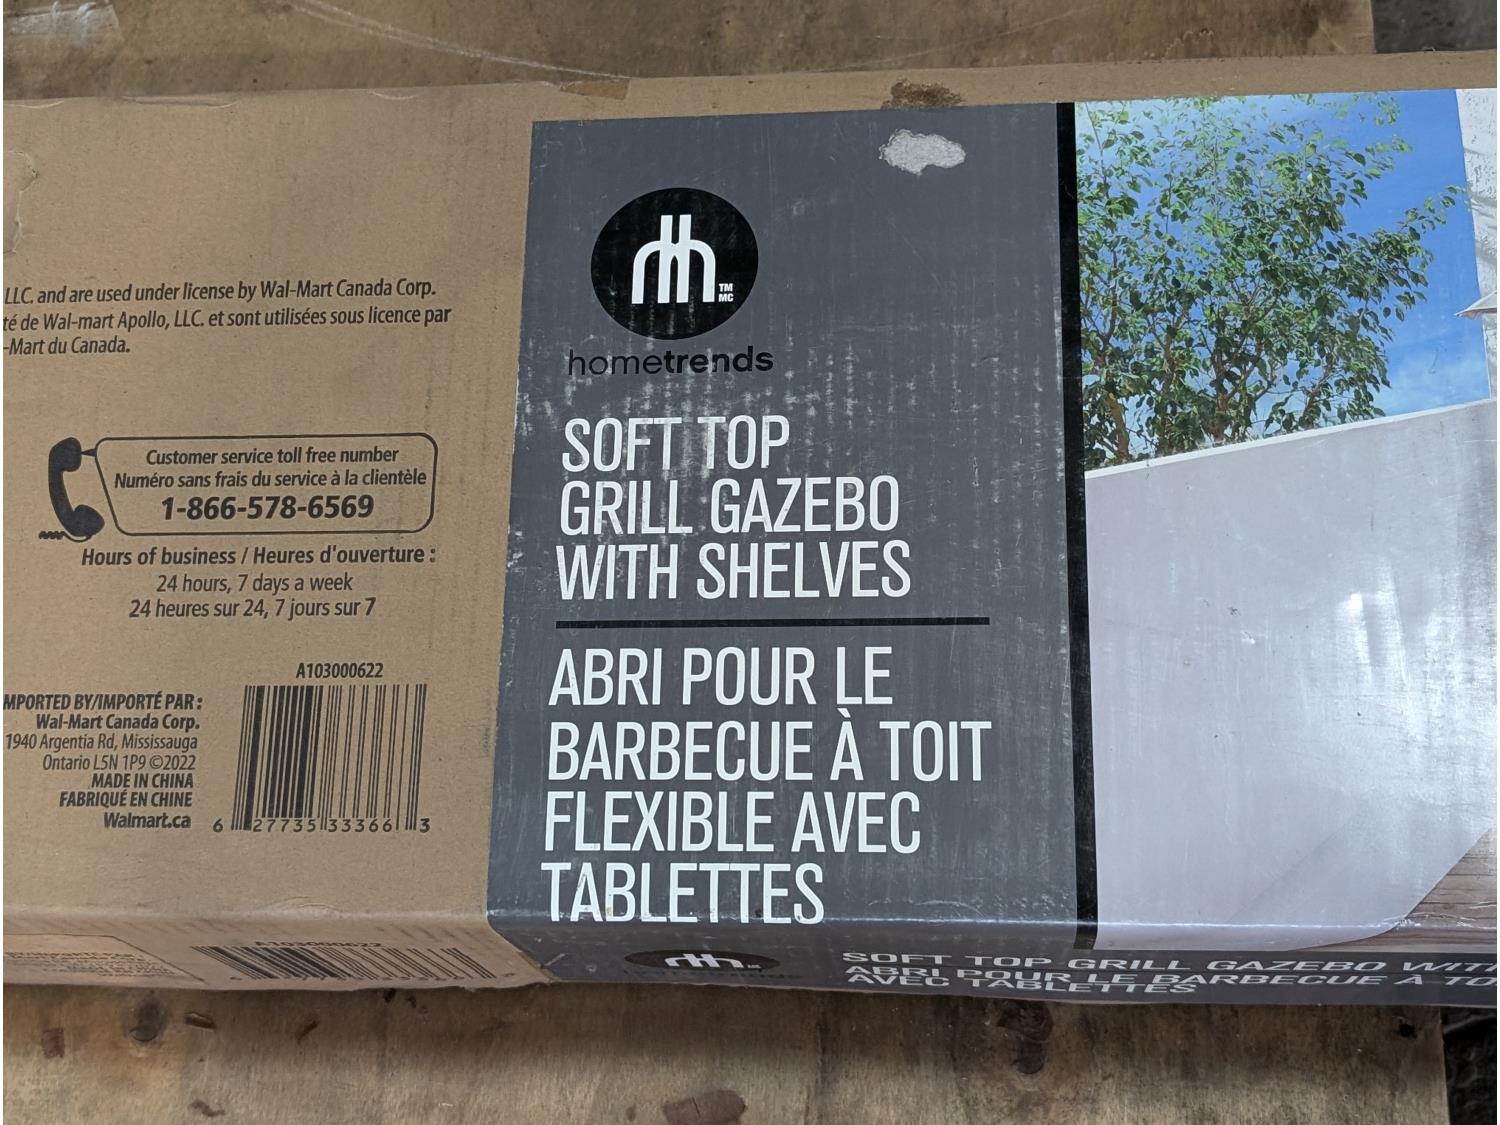 LLC. and are used under license by Wal-Mart Canada Corp.
té de Wal-mart Apollo, LLC. et sont utilisées sous licence par
-Mart du Canada.
Customer service toll free number
Numéro sans frais du service à la clientèle
1-866-578-6569
Hours of business / Heures d'ouverture :
24 hours, 7 days a week
24 heures sur 24, 7 jours sur 7
A103000622
MPORTED BY/IMPORTÉ PAR :
Wal-Mart Canada Corp.
1940 Argentia Rd, Mississauga
Ontario L5N 1P9 ©2022
MADE IN CHINA
FABRIQUÉ EN CHINE
Walmart.ca
6 27735 33366 3
TM
MC
hometrends
SOFT TOP
GRILL GAZEBO
WITH SHELVES
ABRI POUR LE
BARBECUE À TOIT
FLEXIBLE AVEC
TABLETTES
A103000622
SOFT TOP GRILL GAZEBO WITH
ABRI POUR LE BARBECUE À TO
AVEC TABLETTES